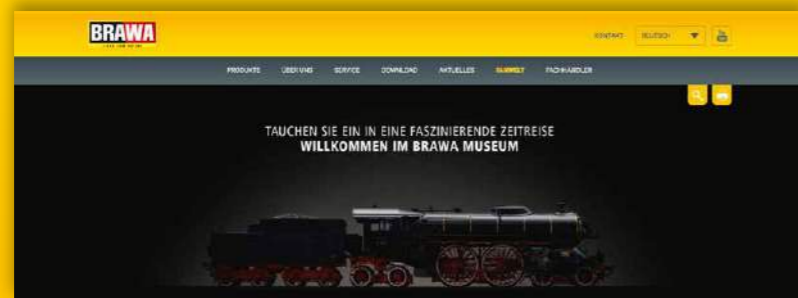 BRAWA
KONTAKT
DEUTSCH
PRODUKTE ÜBER UNS SERVICE DOWNLOAD AKTUELLES FACHHÄNDLER
TAUCHEN SIE EIN IN EINE FASZINIERENDE ZEITREISE
WILLKOMMEN IM BRAWA MUSEUM